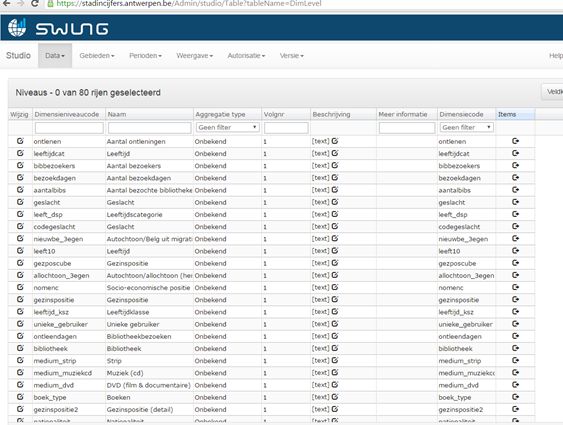 https://stadincijfers.antwerpen.be/Admin/studio/Table?tableName=DimLevel
SWING
Studio Data Gebieden Perioden Weergave Autorisatie Versie Help
Niveaus - 0 van 80 rijen geselecteerd
Wijzig Dimensieniveaucode Naam Aggregatie type Volgnr Beschrijving Meer informatie Dimensiecode Items
Geen filter Geen filter
ontlenen Aantal ontleningen Onbekend 1 [text] ontlenen
leeftijdcat Leeftijd Onbekend 1 [text] leeftijdcat
bibbezoekers Aantal bezoekers Onbekend 1 [text] bibbezoekers
bezoekdagen Aantal bezoekdagen Onbekend 1 [text] bezoekdagen
aantalbibs Aantal bezochte bibliotheke Onbekend 1 [text] aantalbibs
geslacht Geslacht Onbekend 1 [text] geslacht
leeft_dsp Leeftijdscategorie Onbekend 1 [text] leeft_dsp
codegeslacht Geslacht Onbekend 1 [text] codegeslacht
nieuwbe_3egen Autochtoon/Belg uit migrat Onbekend 1 [text] nieuwbe_3egen
leeft10 Leeftijd Onbekend 1 [text] leeft10
gezposcube Gezinspositie Onbekend 1 [text] gezposcube
allochtoon_3egen Autochtoon/allochtoon (he Onbekend 1 [text] allochtoon_3egen
nomenc Socio-economische positie Onbekend 1 [text] nomenc
gezinspositie Gezinspositie Onbekend 1 [text] gezinspositie
leeftijd_ksz Leeftijdklasse Onbekend 1 [text] leeftijd_ksz
unieke_gebruiker Unieke gebruiker Onbekend 1 [text] unieke_gebruiker
ontleendagen Bibliotheekbezoeken Onbekend 1 [text] ontleendagen
bibliotheek Bibliotheek Onbekend 1 [text] bibliotheek
medium_strip Strip Onbekend 1 [text] medium_strip
medium_muziekcd Muziek (cd) Onbekend 1 [text] medium_muziekcd
medium_dvd DVD (film & documentaire) Onbekend 1 [text] medium_dvd
boek_type Boeken Onbekend 1 [text] boek_type
gezinspositie2 Gezinspositie (detail) Onbekend 1 [text] gezinspositie2
nationaliteit Nationaliteit Onbekend 1 [text] nationaliteit